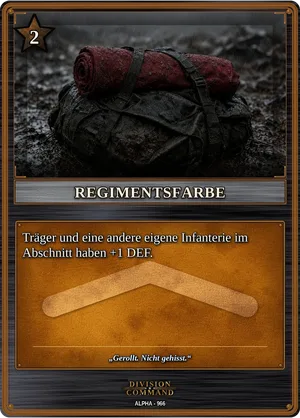 2
REGIMENTSFARBE
Träger und eine andere eigene Infanterie im
Abschnitt haben +1 DEF.
„Gerollt. Nicht gehisst.“
DIVISION
COMMAND
ALPHA - 966